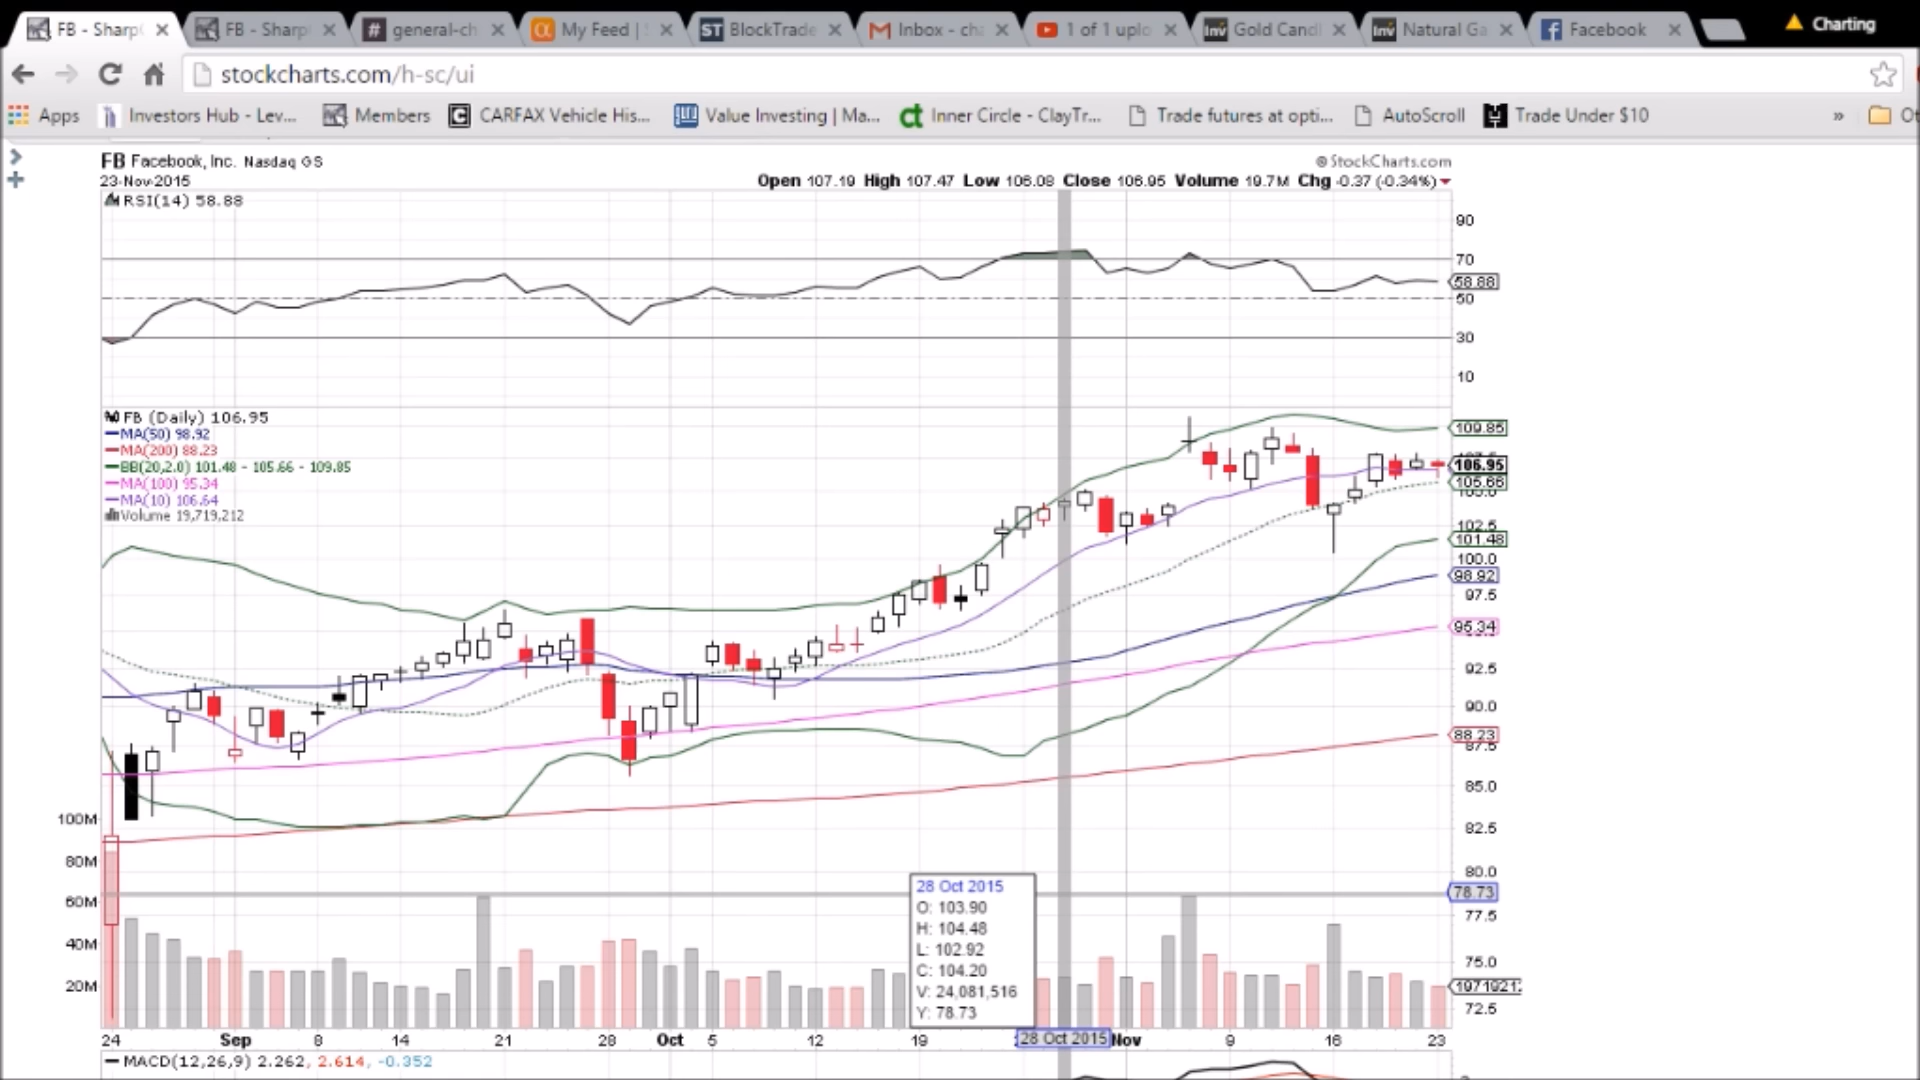 FB - Sharp
FB - Sharp
general-ch
My Feed |
ST BlockTrade
Inbox - cha
1 of 1 uplo
Inv Gold Candl
Inv Natural Ga
Facebook
Charting
stockcharts.com/h-sc/ui
Apps
Investors Hub - Lev...
Members
CARFAX Vehicle His...
Value Investing | Ma...
ct Inner Circle - ClayTr...
Trade futures at opti...
AutoScroll
Trade Under $10
»
FB Facebook, Inc. Nasdaq GS
© StockCharts.com
23-Nov-2015
Open 107.19 High 107.47 Low 106.08 Close 106.95 Volume 19.7M Chg -0.37 (-0.34%)
RSI(14) 58.88
90
70
58.88
50
30
10
FB (Daily) 106.95
MA(50) 98.92
MA(200) 88.23
BB(20,2.0) 101.48 - 105.66 - 109.85
MA(100) 95.34
MA(10) 106.64
Volume 19,719,212
109.85
106.95
105.66
105.0
102.5
101.48
100.0
98.92
97.5
95.34
92.5
90.0
88.23
87.5
85.0
82.5
80.0
78.73
77.5
75.0
72.5
100M
80M
60M
40M
20M
28 Oct 2015
O: 103.90
H: 104.48
L: 102.92
C: 104.20
V: 24,081,516
Y: 78.73
24 Sep 8 14 21 28 Oct 5 12 19 28 Oct 2015 Nov 9 16 23
MACD(12,26,9) 2.262, 2.614, -0.352